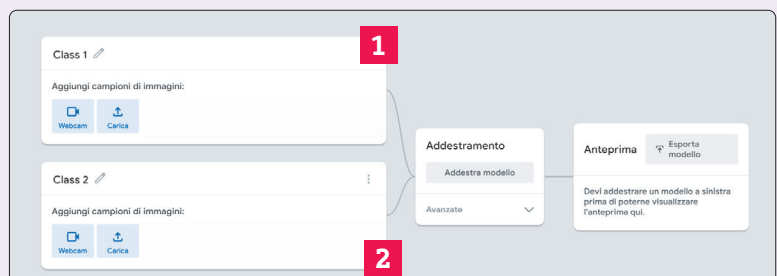 1
Class 1
Aggiungi campioni di immagini:
Webcam
Carica
Class 2
Aggiungi campioni di immagini:
Webcam
Carica
2
Addestramento
Addestra modello
Avanzate
Anteprima
Esporta
modello
Devi addestrare un modello a sinistra
prima di poterne visualizzare
l'anteprima qui.